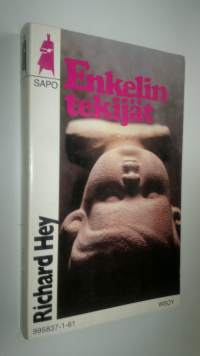 SAPO
Enkelin
tekijät
Richard Hey
995837-1-61
WSOY